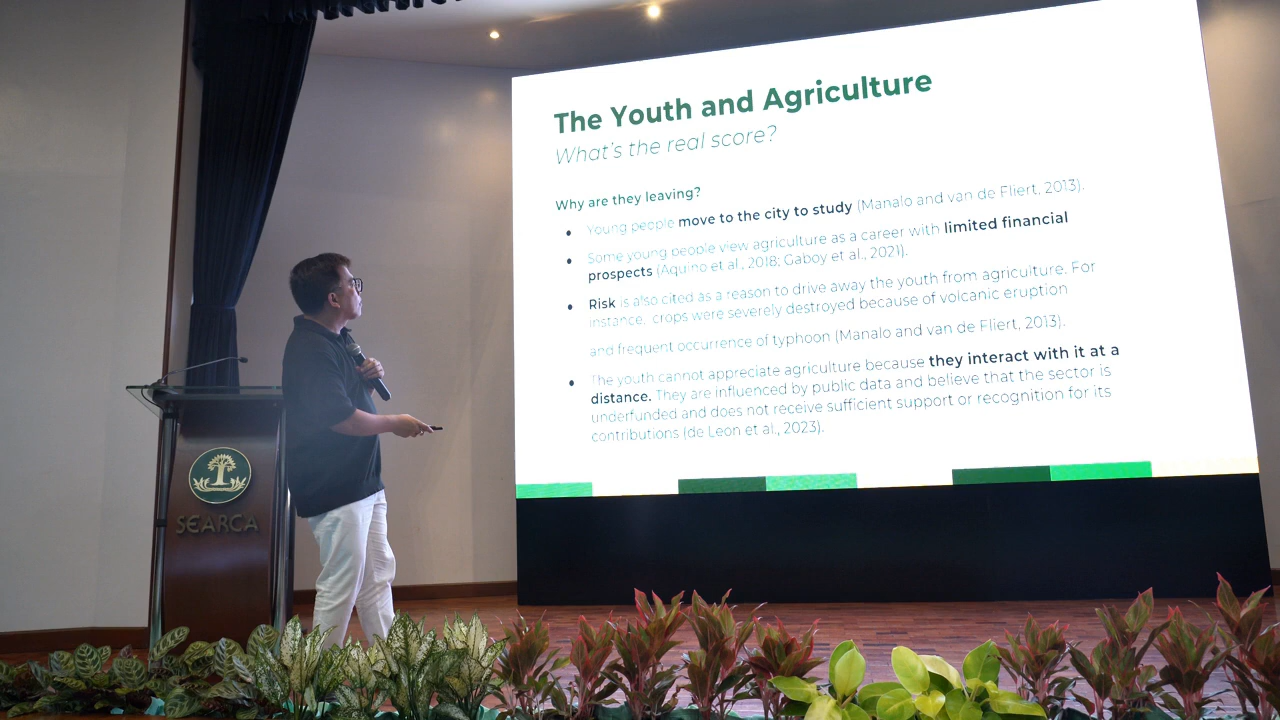 The Youth and Agriculture
What's the real score?
Why are they leaving?
Young people move to the city to study (Manalo and van de Fliert, 2013).
Some young people view agriculture as a career with limited financial
prospects (Aquino et al., 2018; Gaboy et al., 2021).
Risk is also cited as a reason to drive away the youth from agriculture. For
instance, crops were severely destroyed because of volcanic eruption
and frequent occurrence of typhoon (Manalo and van de Fliert, 2013).
The youth cannot appreciate agriculture because they interact with it at a
distance. They are influenced by public data and believe that the sector is
underfunded and does not receive sufficient support or recognition for its
contributions (de Leon et al., 2023).
SEARCA